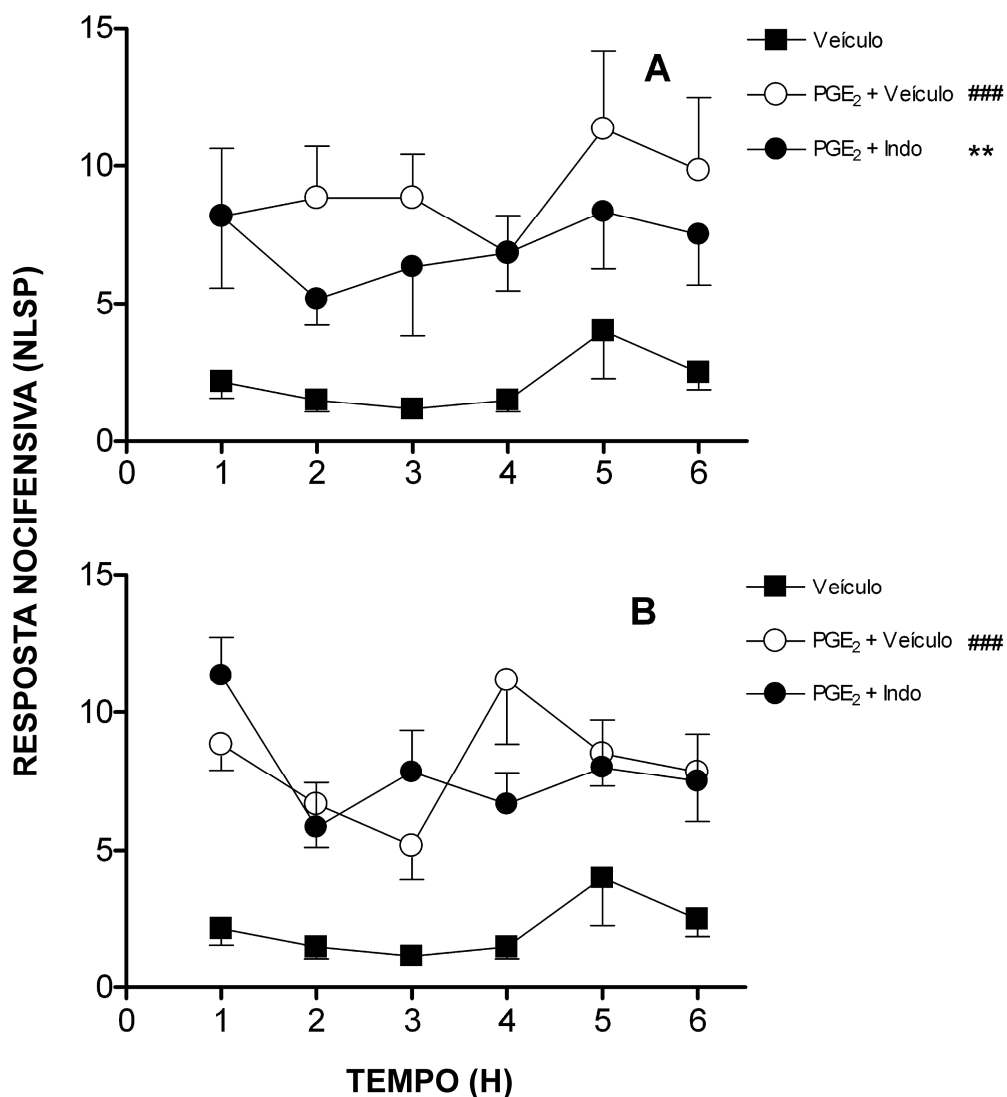 RESPOSTA NOCIFENSIVA (NLSP)
15
10
5
0
0 1 2 3 4 5 6
A
Veículo
PGE₂ + Veículo ###
PGE₂ + Indo **
15
10
5
0
0 1 2 3 4 5 6
B
Veículo
PGE₂ + Veículo ###
PGE₂ + Indo
TEMPO (H)